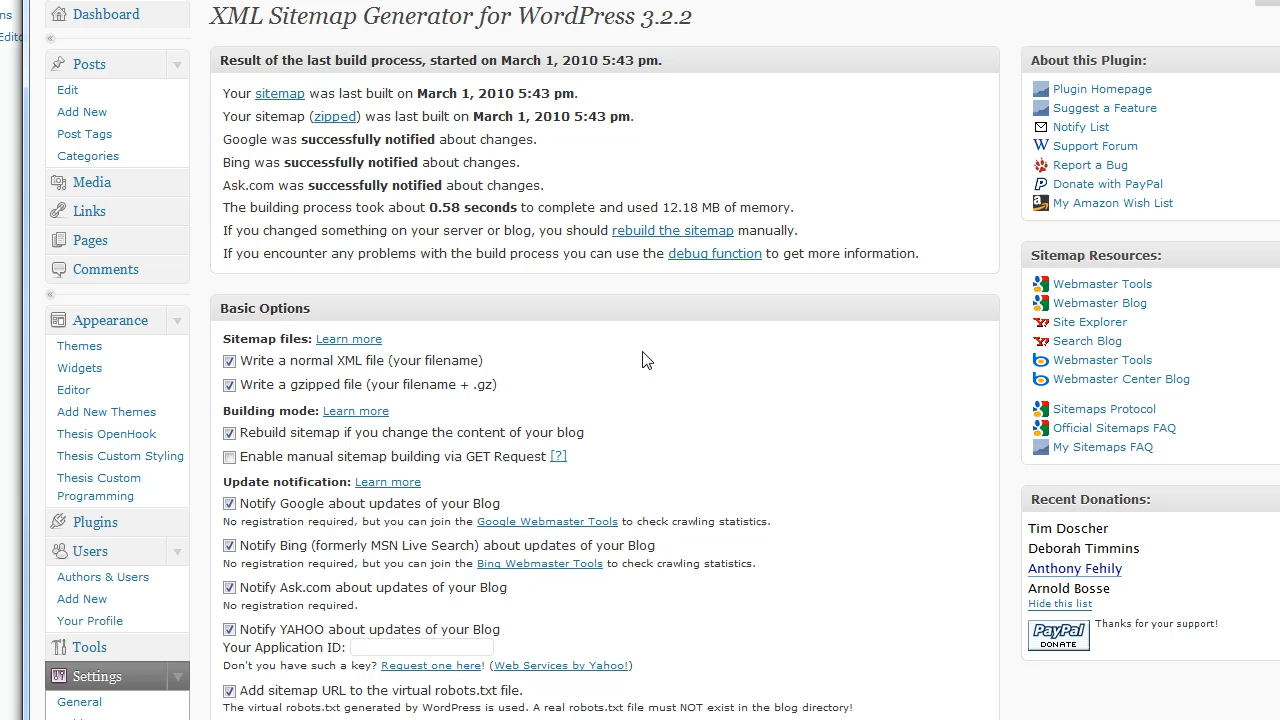 ns
Edito
Dashboard
Posts
Edit
Add New
Post Tags
Categories
Media
Links
Pages
Comments
Appearance
Themes
Widgets
Editor
Add New Themes
Thesis OpenHook
Thesis Custom Styling
Thesis Custom
Programming
Plugins
Users
Authors & Users
Add New
Your Profile
Tools
Settings
General
XML Sitemap Generator for WordPress 3.2.2
Result of the last build process, started on March 1, 2010 5:43 pm.
Your sitemap was last built on March 1, 2010 5:43 pm.
Your sitemap (zipped) was last built on March 1, 2010 5:43 pm.
Google was successfully notified about changes.
Bing was successfully notified about changes.
Ask.com was successfully notified about changes.
The building process took about 0.58 seconds to complete and used 12.18 MB of memory.
If you changed something on your server or blog, you should rebuild the sitemap manually.
If you encounter any problems with the build process you can use the debug function to get more information.
Basic Options
Sitemap files: Learn more
Write a normal XML file (your filename)
Write a gzipped file (your filename + .gz)
Building mode: Learn more
Rebuild sitemap if you change the content of your blog
Enable manual sitemap building via GET Request [?]
Update notification: Learn more
Notify Google about updates of your Blog
No registration required, but you can join the Google Webmaster Tools to check crawling statistics.
Notify Bing (formerly MSN Live Search) about updates of your Blog
No registration required, but you can join the Bing Webmaster Tools to check crawling statistics.
Notify Ask.com about updates of your Blog
No registration required.
Notify YAHOO about updates of your Blog
Your Application ID:
Don't you have such a key? Request one here! (Web Services by Yahoo!)
Add sitemap URL to the virtual robots.txt file.
The virtual robots.txt generated by WordPress is used. A real robots.txt file must NOT exist in the blog directory!
About this Plugin:
Plugin Homepage
Suggest a Feature
Notify List
W Support Forum
Report a Bug
Donate with PayPal
My Amazon Wish List
Sitemap Resources:
Webmaster Tools
Webmaster Blog
Site Explorer
Search Blog
Webmaster Tools
Webmaster Center Blog
Sitemaps Protocol
Official Sitemaps FAQ
My Sitemaps FAQ
Recent Donations:
Tim Doscher
Deborah Timmins
Anthony Fehily
Arnold Bosse
Hide this list
PayPal
DONATE
Thanks for your support!